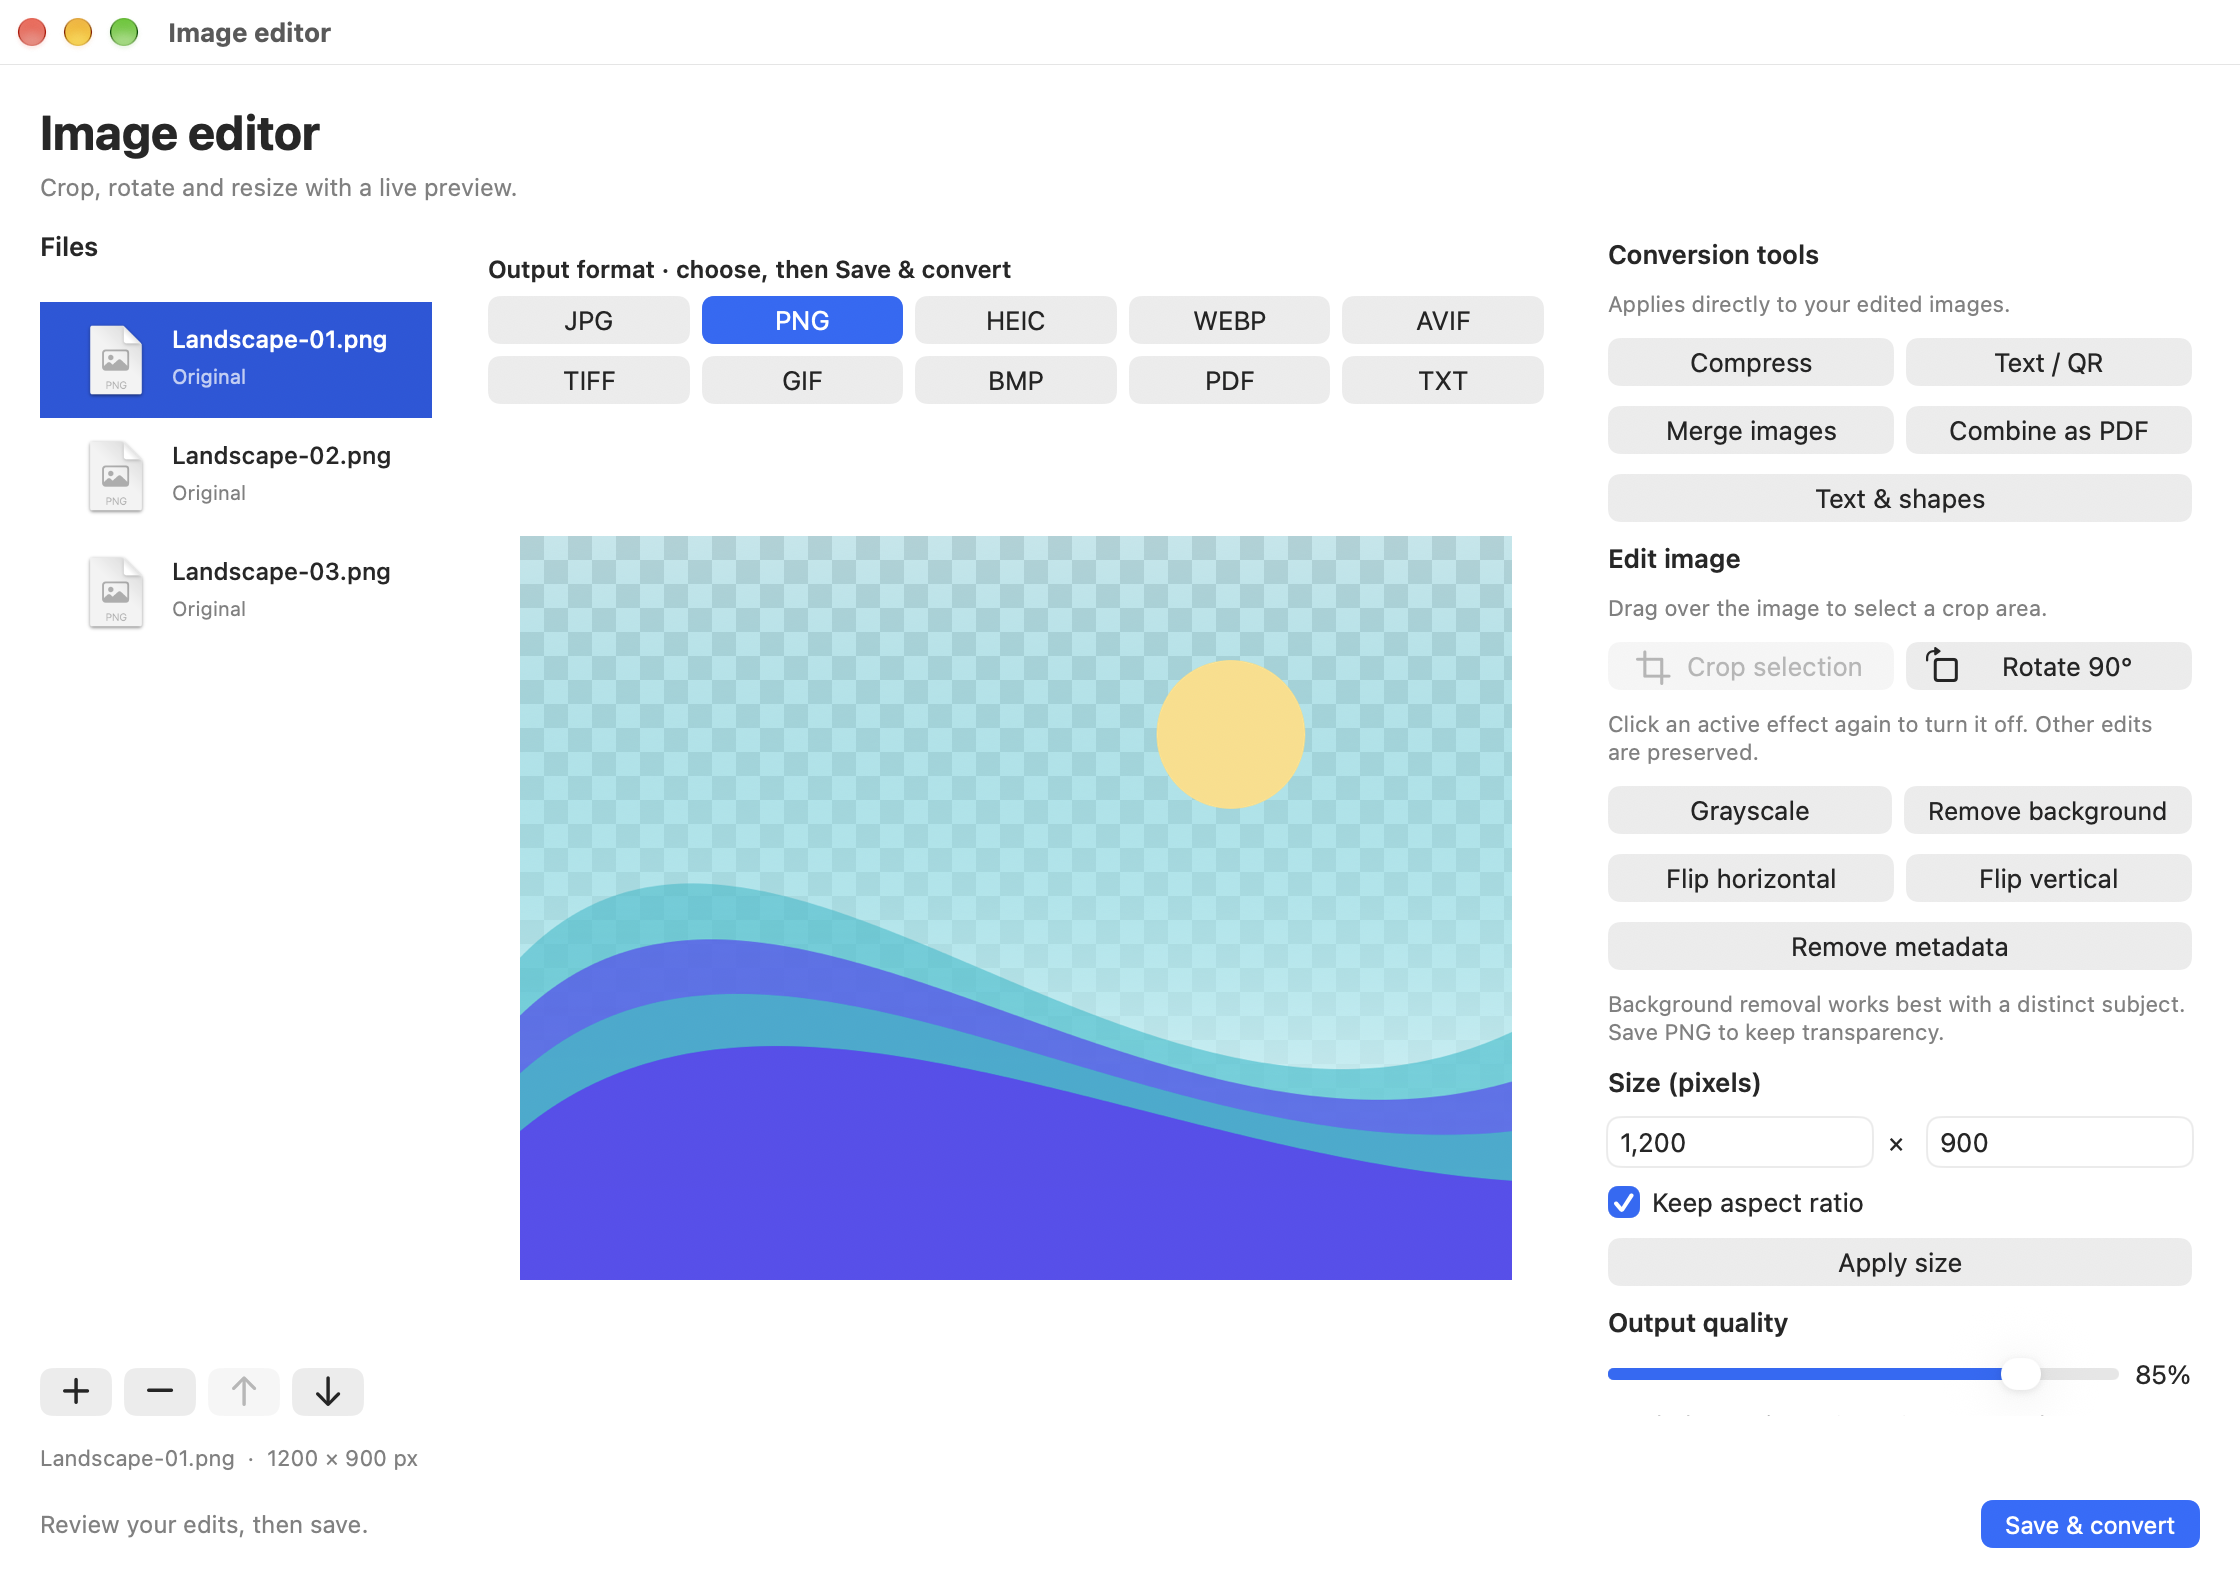 Image editor
Image editor
Crop, rotate and resize with a live preview.
Files
PNG
Landscape-01.png
Original
PNG
Landscape-02.png
Original
PNG
Landscape-03.png
Original
Output format · choose, then Save & convert
JPG
PNG
HEIC
WEBP
AVIF
TIFF
GIF
BMP
PDF
TXT
Conversion tools
Applies directly to your edited images.
Compress
Text / QR
Merge images
Combine as PDF
Text & shapes
Edit image
Drag over the image to select a crop area.
Crop selection
Rotate 90°
Click an active effect again to turn it off. Other edits
are preserved.
Grayscale
Remove background
Flip horizontal
Flip vertical
Remove metadata
Background removal works best with a distinct subject.
Save PNG to keep transparency.
Size (pixels)
1,200 × 900
Keep aspect ratio
Apply size
Output quality
85%
Landscape-01.png · 1200 × 900 px
Review your edits, then save.
Save & convert